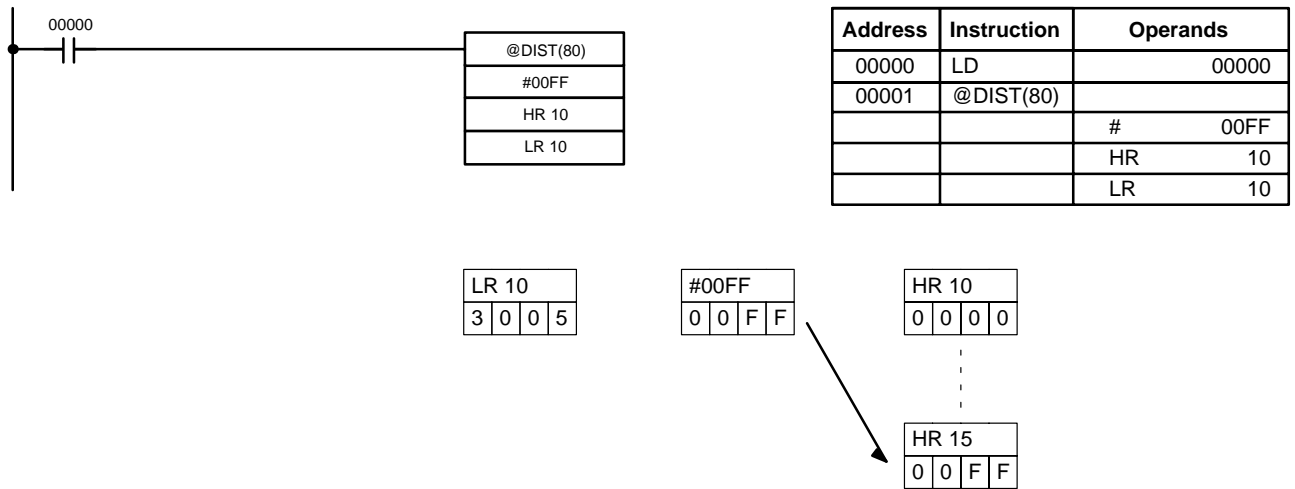 00000
@DIST(80)
#00FF
HR 10
LR 10
Address Instruction Operands
00000 LD 00000
00001 @DIST(80)
# 00FF
HR 10
LR 10
LR 10
3 0 0 5
#00FF
0 0 F F
HR 10
0 0 0 0
HR 15
0 0 F F